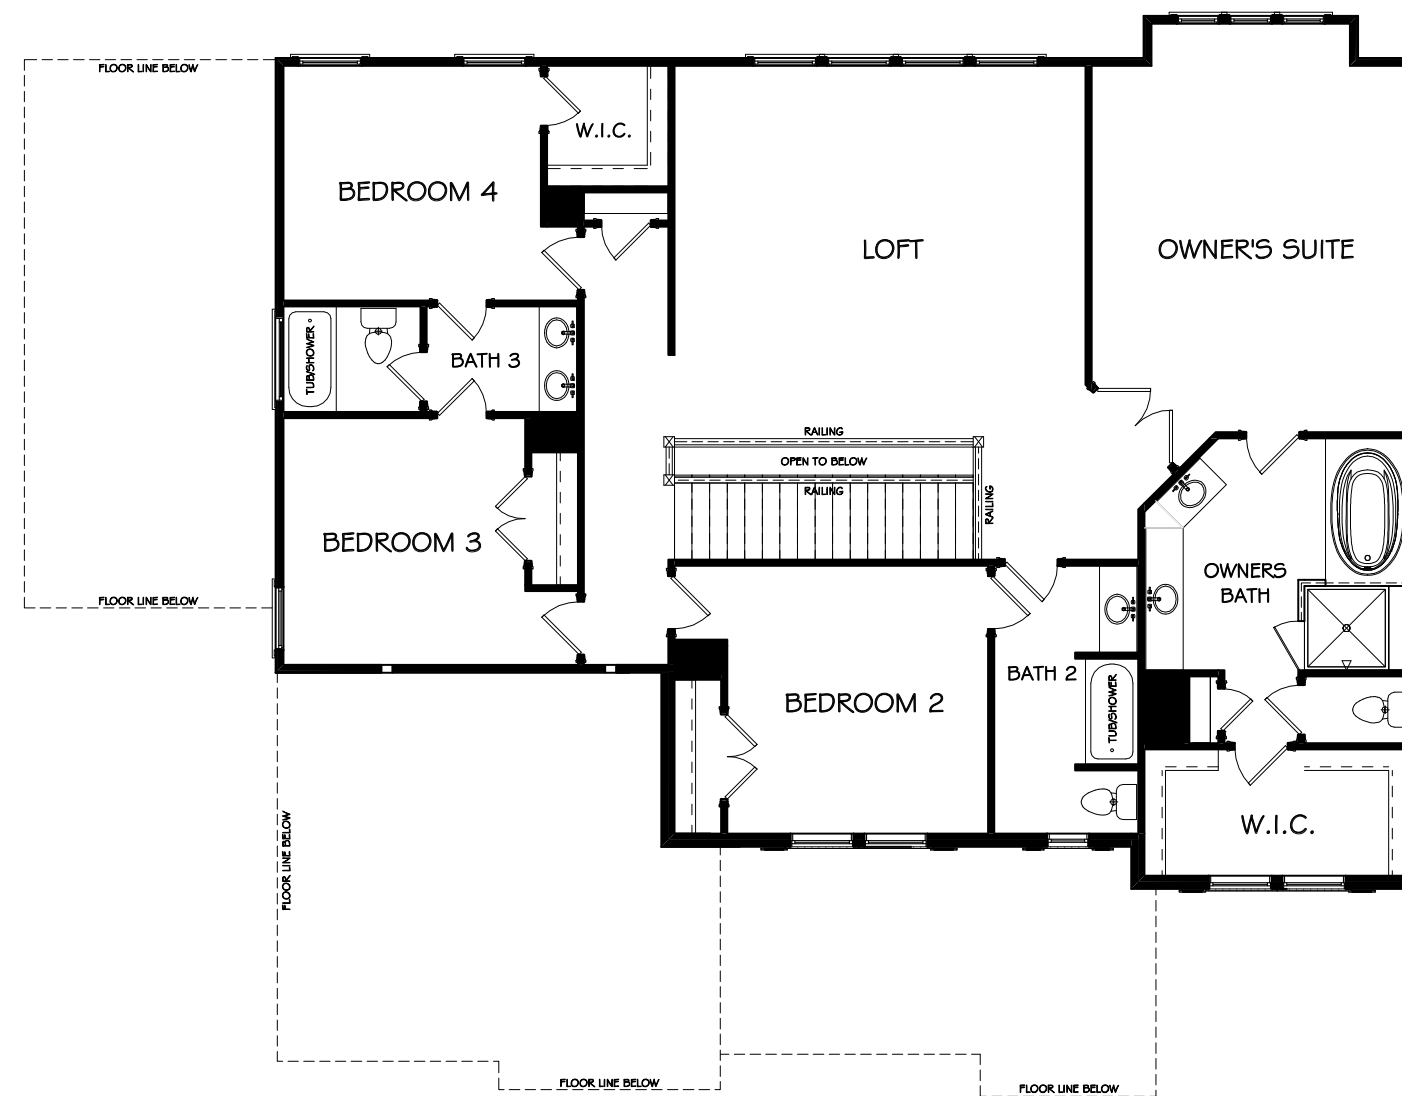 FLOOR LINE BELOW
W.I.C.
BEDROOM 4
LOFT
OWNER'S SUITE
TUB/SHOWER
BATH 3
RAILING
OPEN TO BELOW
RAILING
RAILING
BEDROOM 3
OWNERS
BATH
FLOOR LINE BELOW
BATH 2
BEDROOM 2
TUB/SHOWER
W.I.C.
FLOOR LINE BELOW
FLOOR LINE BELOW
FLOOR LINE BELOW